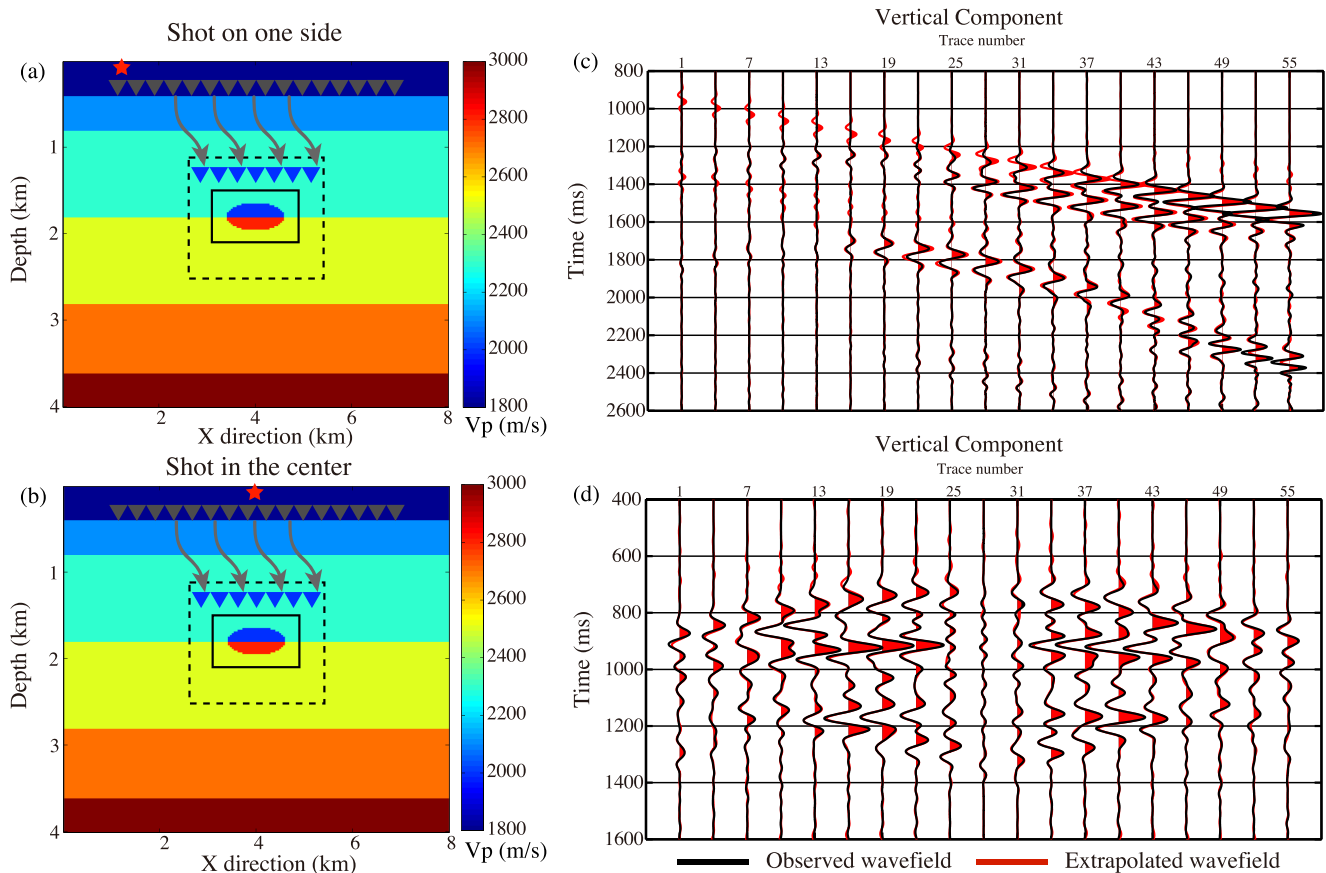 Shot on one side
(a)
Depth (km)
1
2
3
4
2
4
6
8
X direction (km)
3000
2800
2600
2400
2200
2000
1800
Vp (m/s)
Vertical Component
Trace number
(c)
1 7 13 19 25 31 37 43 49 55
Time (ms)
800
1000
1200
1400
1600
1800
2000
2200
2400
2600
Shot in the center
(b)
Depth (km)
1
2
3
4
2
4
6
8
X direction (km)
3000
2800
2600
2400
2200
2000
1800
Vp (m/s)
Vertical Component
Trace number
(d)
1 7 13 19 25 31 37 43 49 55
Time (ms)
400
600
800
1000
1200
1400
1600
Observed wavefield
Extrapolated wavefield